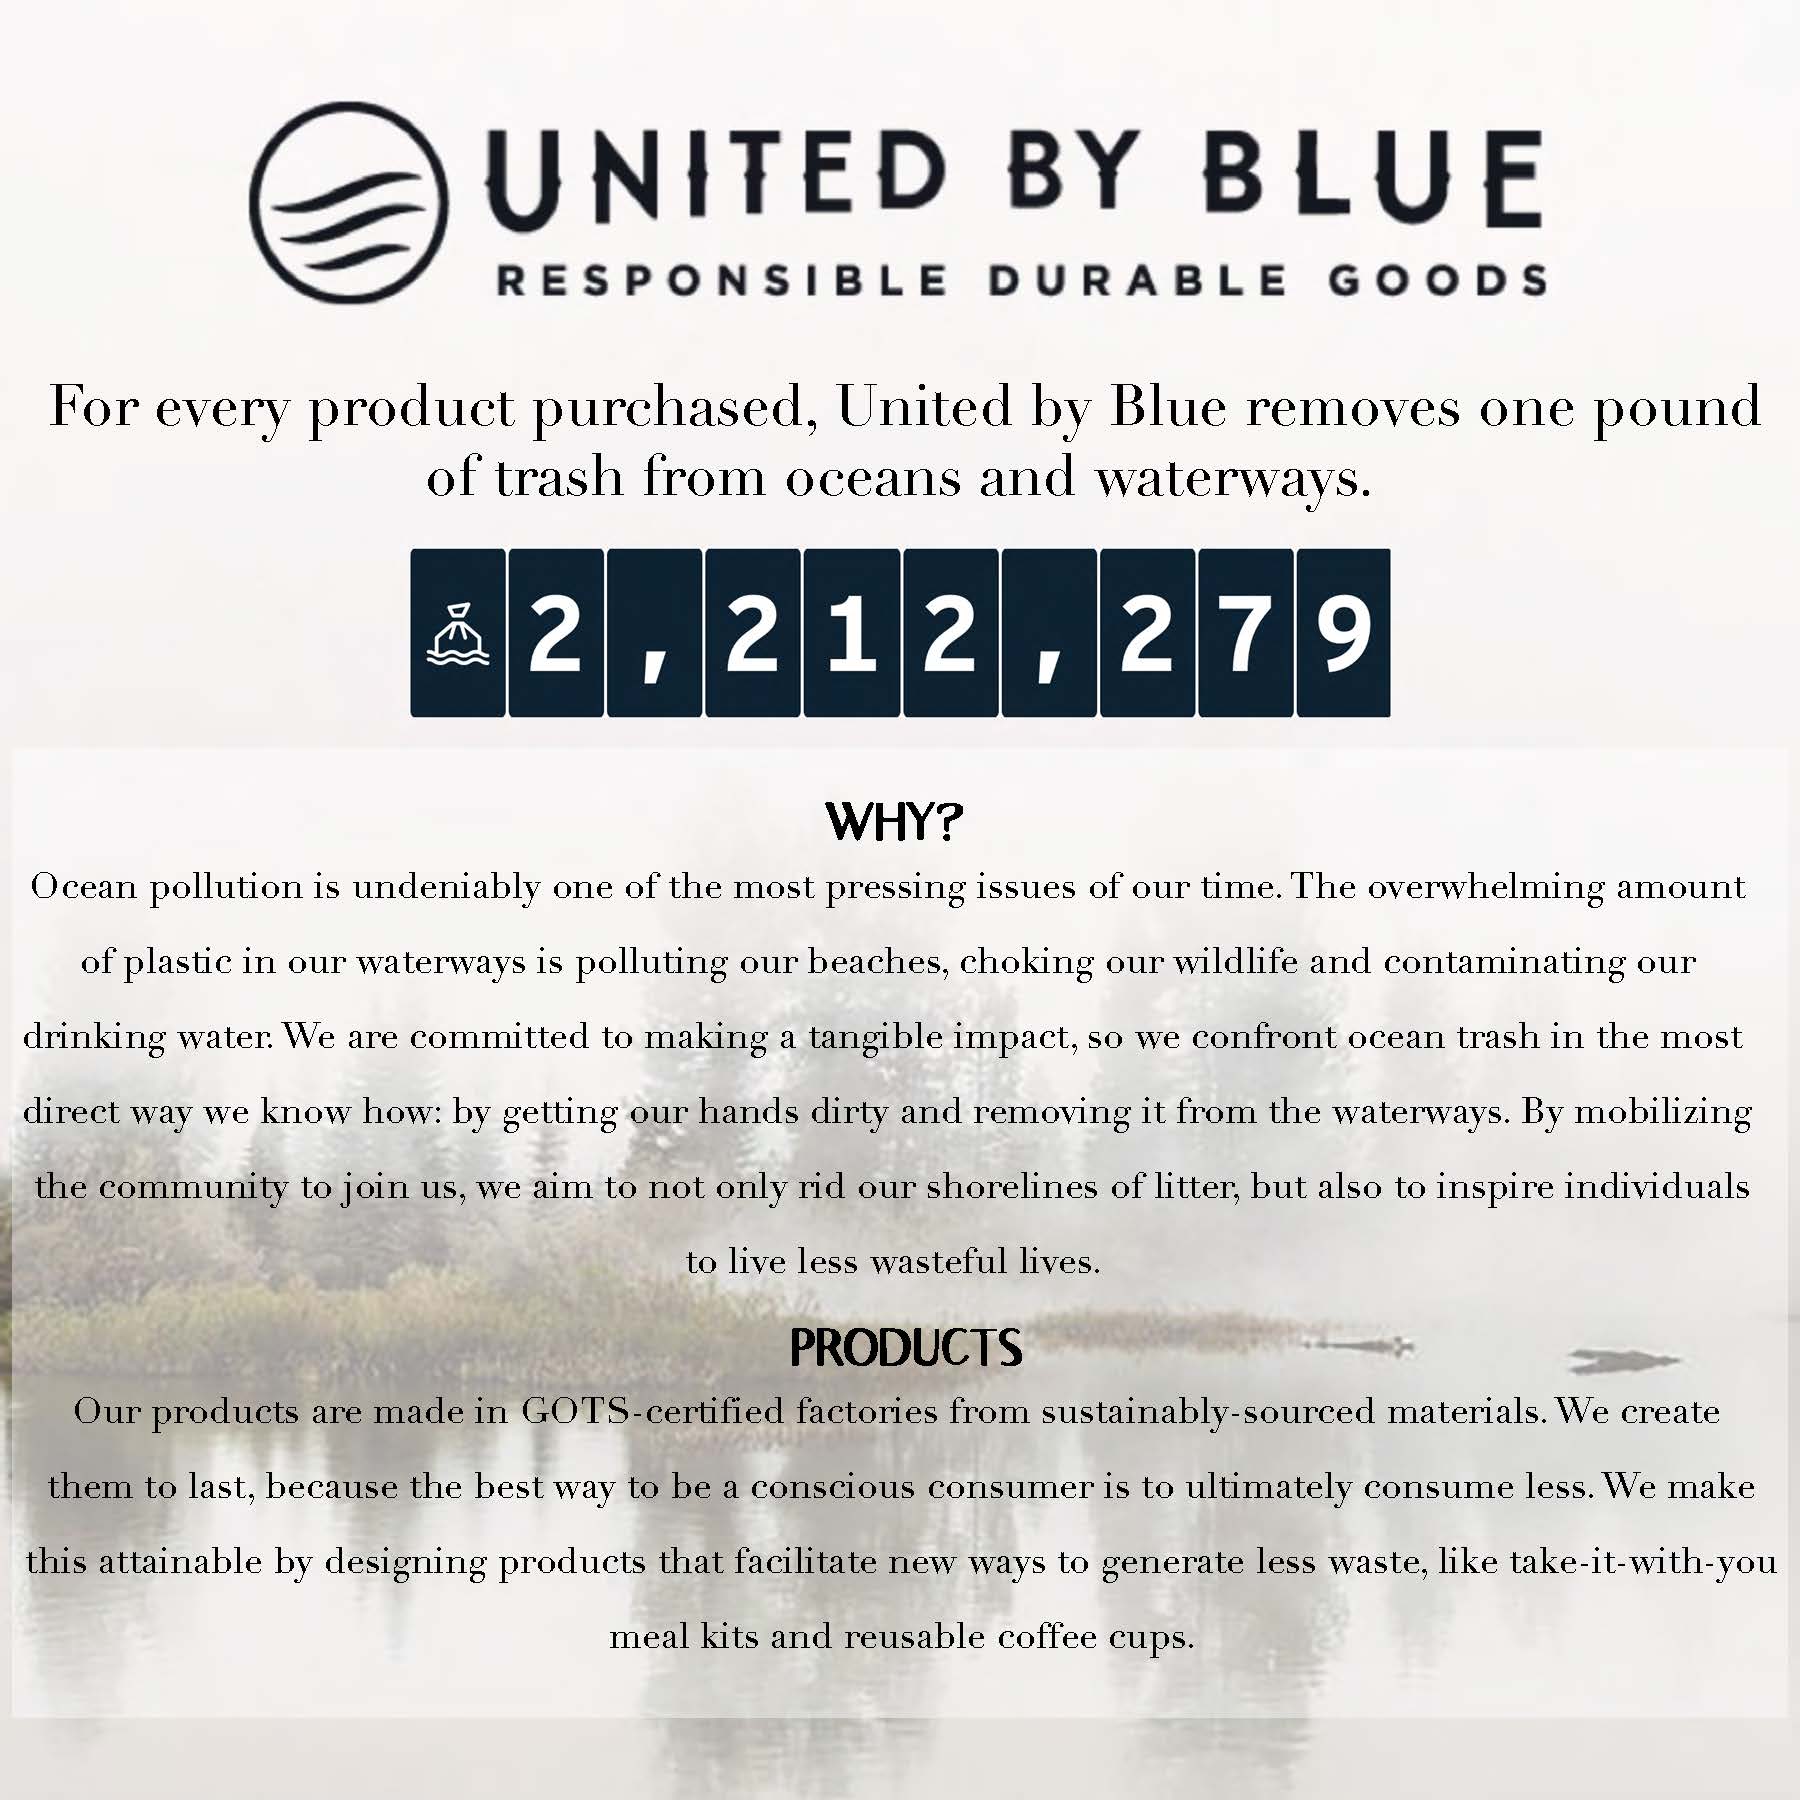 UNITED BY BLUE
RESPONSIBLE DURABLE GOODS
For every product purchased, United by Blue removes one pound
of trash from oceans and waterways.
2,212,279
WHY?
Ocean pollution is undeniably one of the most pressing issues of our time. The overwhelming amount
of plastic in our waterways is polluting our beaches, choking our wildlife and contaminating our
drinking water. We are committed to making a tangible impact, so we confront ocean trash in the most
direct way we know how: by getting our hands dirty and removing it from the waterways. By mobilizing
the community to join us, we aim to not only rid our shorelines of litter, but also to inspire individuals
to live less wasteful lives.
PRODUCTS
Our products are made in GOTS-certified factories from sustainably-sourced materials. We create
them to last, because the best way to be a conscious consumer is to ultimately consume less. We make
this attainable by designing products that facilitate new ways to generate less waste, like take-it-with-you
meal kits and reusable coffee cups.